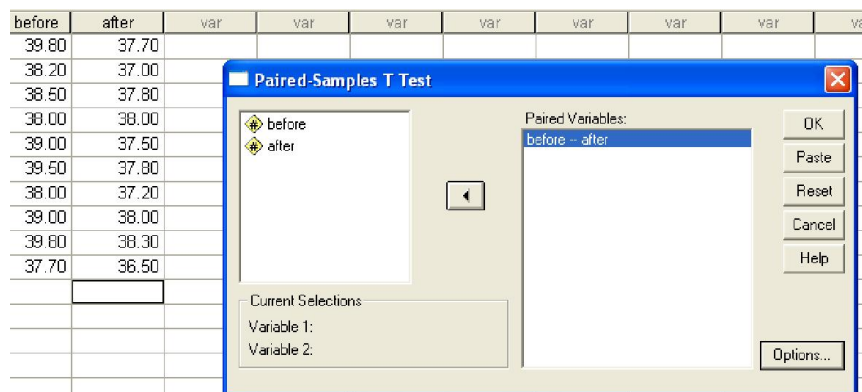 before after var var var var var var var va
39.80 37.70
38.20 37.00
38.50 37.80
38.00 38.00
39.00 37.50
39.50 37.80
38.00 37.20
39.00 38.00
39.80 38.30
37.70 36.50
Paired-Samples T Test
before
after
Paired Variables:
before -- after
OK
Paste
Reset
Cancel
Help
Current Selections
Variable 1:
Variable 2:
Options...